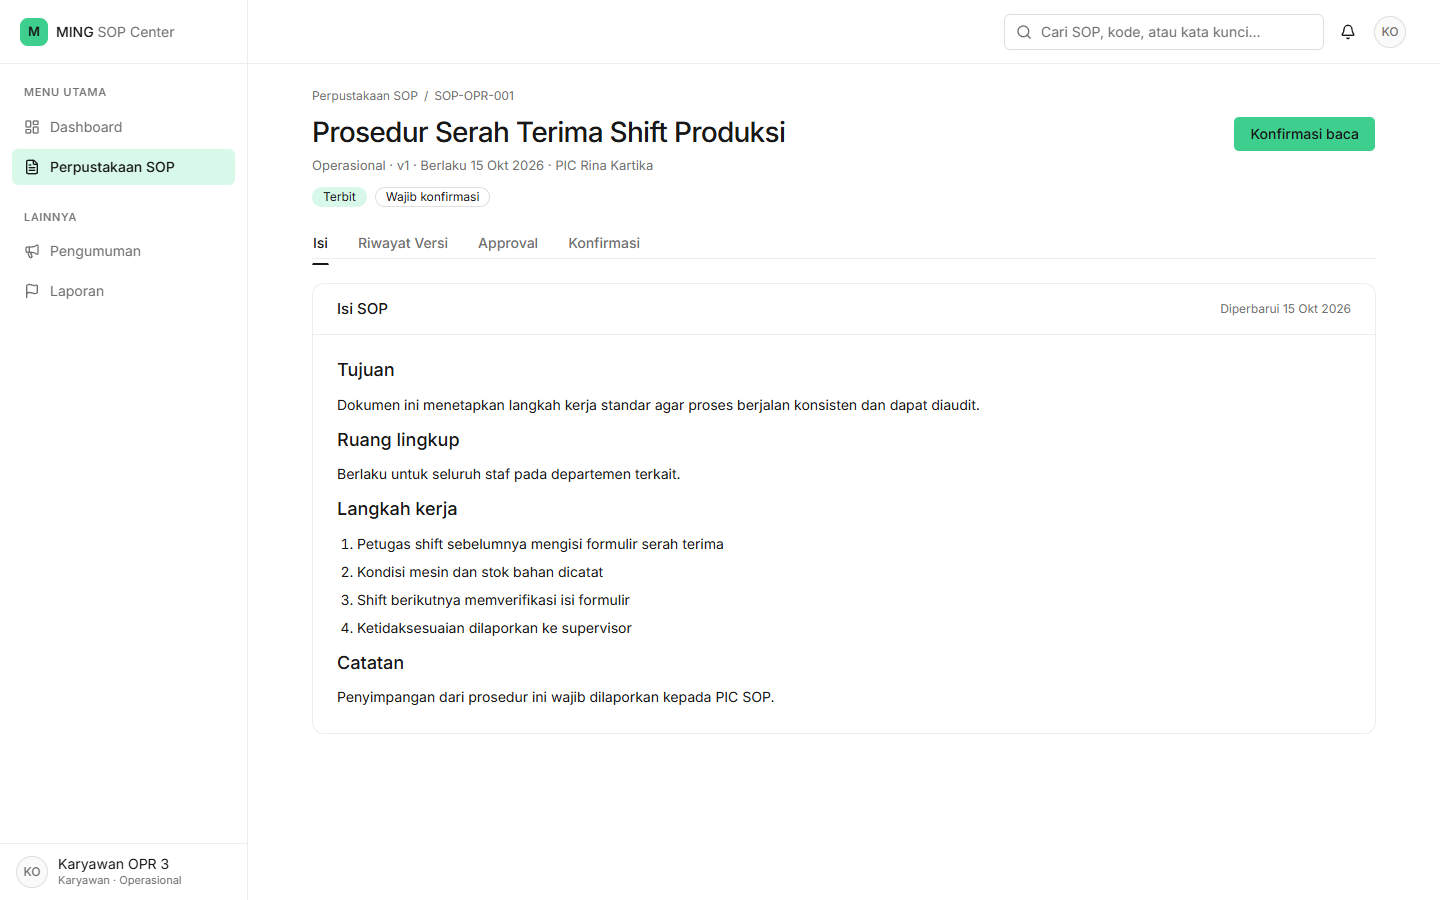 M MING SOP Center
Cari SOP, kode, atau kata kunci...
KO
MENU UTAMA
Dashboard
Perpustakaan SOP
LAINNYA
Pengumuman
Laporan
Perpustakaan SOP / SOP-OPR-001
Prosedur Serah Terima Shift Produksi
Konfirmasi baca
Operasional · v1 · Berlaku 15 Okt 2026 · PIC Rina Kartika
Terbit Wajib konfirmasi
Isi Riwayat Versi Approval Konfirmasi
Isi SOP
Diperbarui 15 Okt 2026
Tujuan
Dokumen ini menetapkan langkah kerja standar agar proses berjalan konsisten dan dapat diaudit.
Ruang lingkup
Berlaku untuk seluruh staf pada departemen terkait.
Langkah kerja
1. Petugas shift sebelumnya mengisi formulir serah terima
2. Kondisi mesin dan stok bahan dicatat
3. Shift berikutnya memverifikasi isi formulir
4. Ketidaksesuaian dilaporkan ke supervisor
Catatan
Penyimpangan dari prosedur ini wajib dilaporkan kepada PIC SOP.
KO
Karyawan OPR 3
Karyawan · Operasional